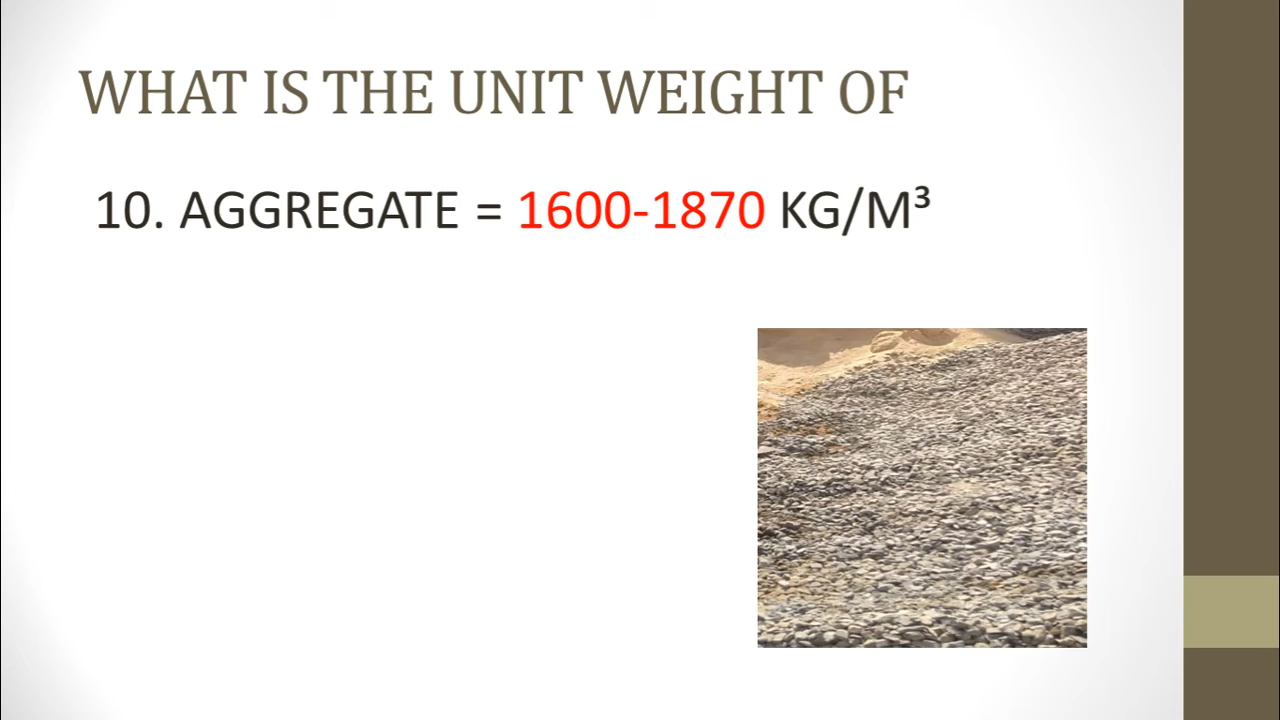 WHAT IS THE UNIT WEIGHT OF
10. AGGREGATE = 1600-1870 KG/M³